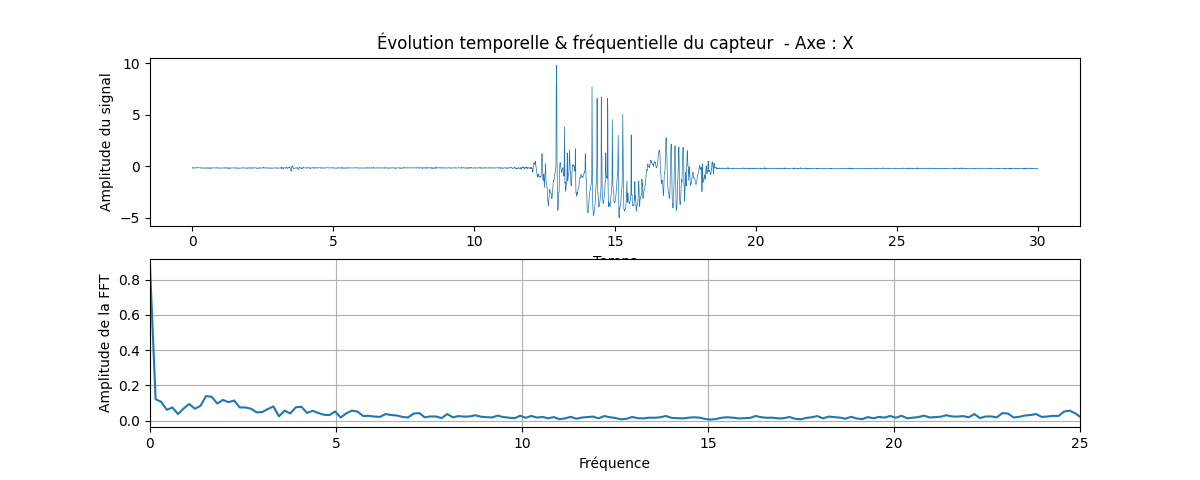 Évolution temporelle & fréquentielle du capteur  - Axe : X
Amplitude du signal
10
5
0
−5
0 5 10 15 20 25 30
Amplitude de la FFT
0.8
0.6
0.4
0.2
0.0
0 5 10 15 20 25
Fréquence